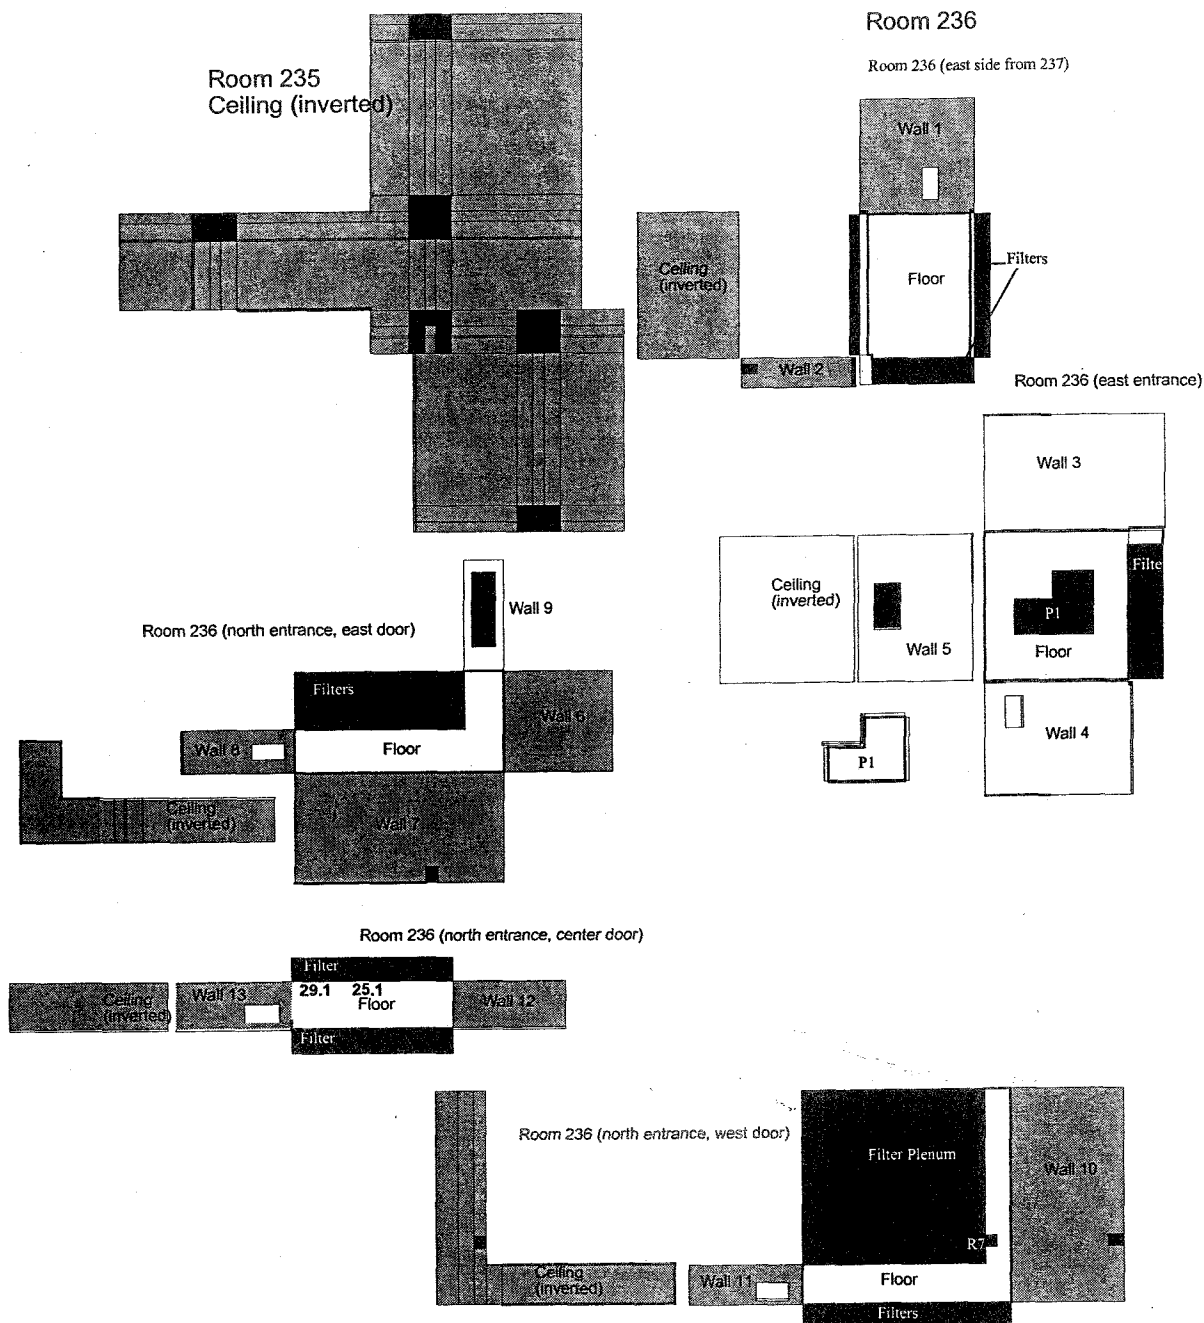 Room 236
Room 236 (east side from 237)
Room 235
Ceiling (inverted)
Wall 1
Ceiling
(inverted)
Floor
Filters
Wall 2
Room 236 (east entrance)
Wall 3
Ceiling
(inverted)
Wall 5
P1
Floor
Filte
Wall 4
P1
Room 236 (north entrance, east door)
Wall 9
Filters
Wall 6
Wall 8
Floor
Ceiling
(inverted)
Wall 7
Room 236 (north entrance, center door)
Filter
Ceiling
(inverted)
Wall 13
29.1 25.1
Floor
Wall 12
Filter
Room 236 (north entrance, west door)
Filter Plenum
Wall 10
R7
Ceiling
(inverted)
Wall 11
Floor
Filters